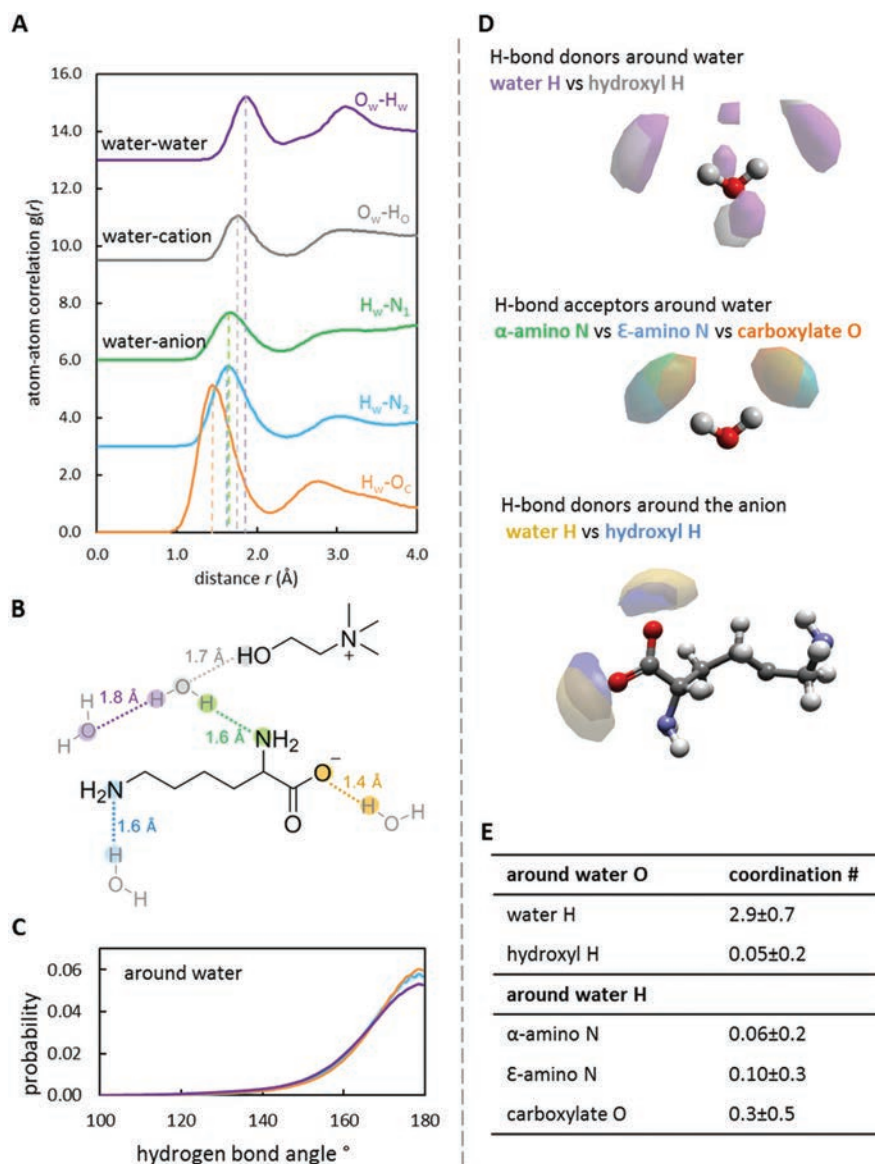 A
16.0
14.0
12.0
10.0
8.0
6.0
4.0
2.0
0.0
atom-atom correlation g(r)
O_w-H_w
water-water
O_w-H_O
water-cation
H_w-N_1
water-anion
H_w-N_2
H_w-O_C
0.0 1.0 2.0 3.0 4.0
distance r (Å)
B
1.7 Å
HO
N
+
1.8 Å
H O H
H
H O
1.6 Å
NH₂
H₂N
O⁻
1.4 Å
O
H H
O
1.6 Å
H
O H
C
0.06
0.04
0.02
0.00
probability
around water
100 120 140 160 180
hydrogen bond angle °
D
H-bond donors around water
water H vs hydroxyl H
H-bond acceptors around water
α-amino N vs Ɛ-amino N vs carboxylate O
H-bond donors around the anion
water H vs hydroxyl H
E
around water O coordination #
water H 2.9±0.7
hydroxyl H 0.05±0.2
around water H
α-amino N 0.06±0.2
Ɛ-amino N 0.10±0.3
carboxylate O 0.3±0.5